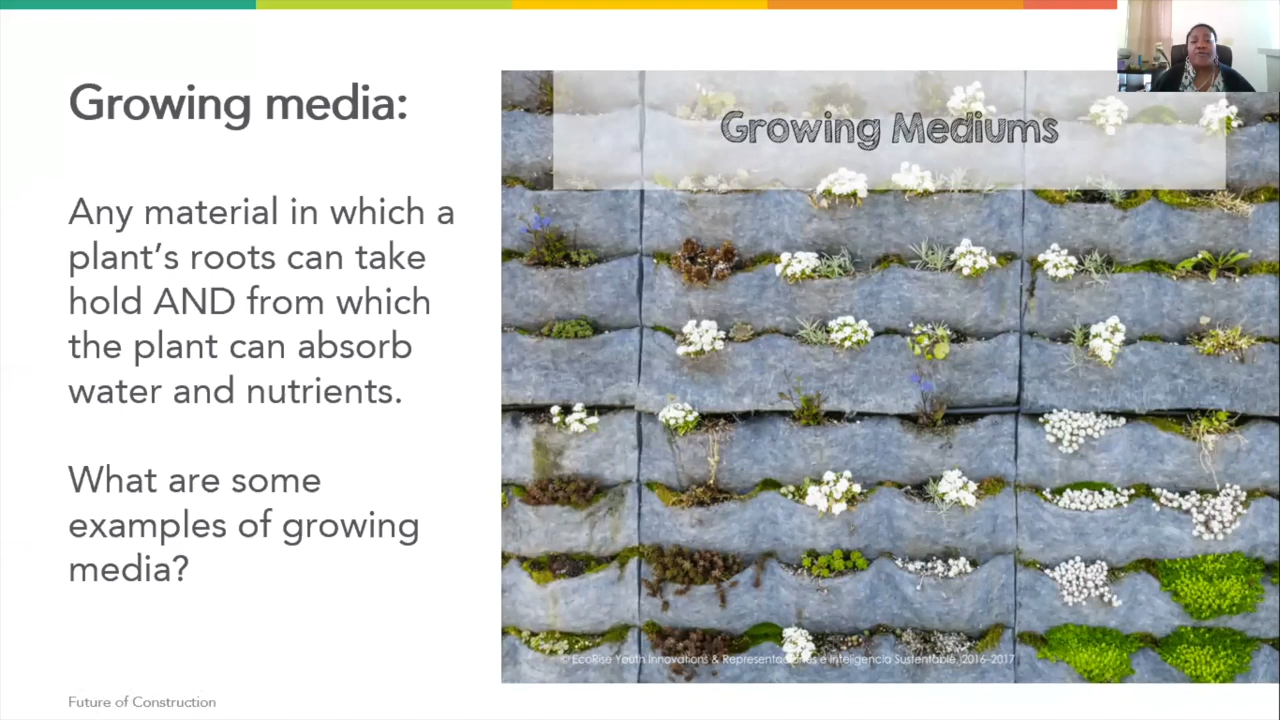 Growing media:
Any material in which a
plant's roots can take
hold AND from which
the plant can absorb
water and nutrients.
What are some
examples of growing
media?
Growing Mediums
© EcoRise Youth Innovations & Representaciones e Inteligencia Sustentable, 2016-2017
Future of Construction